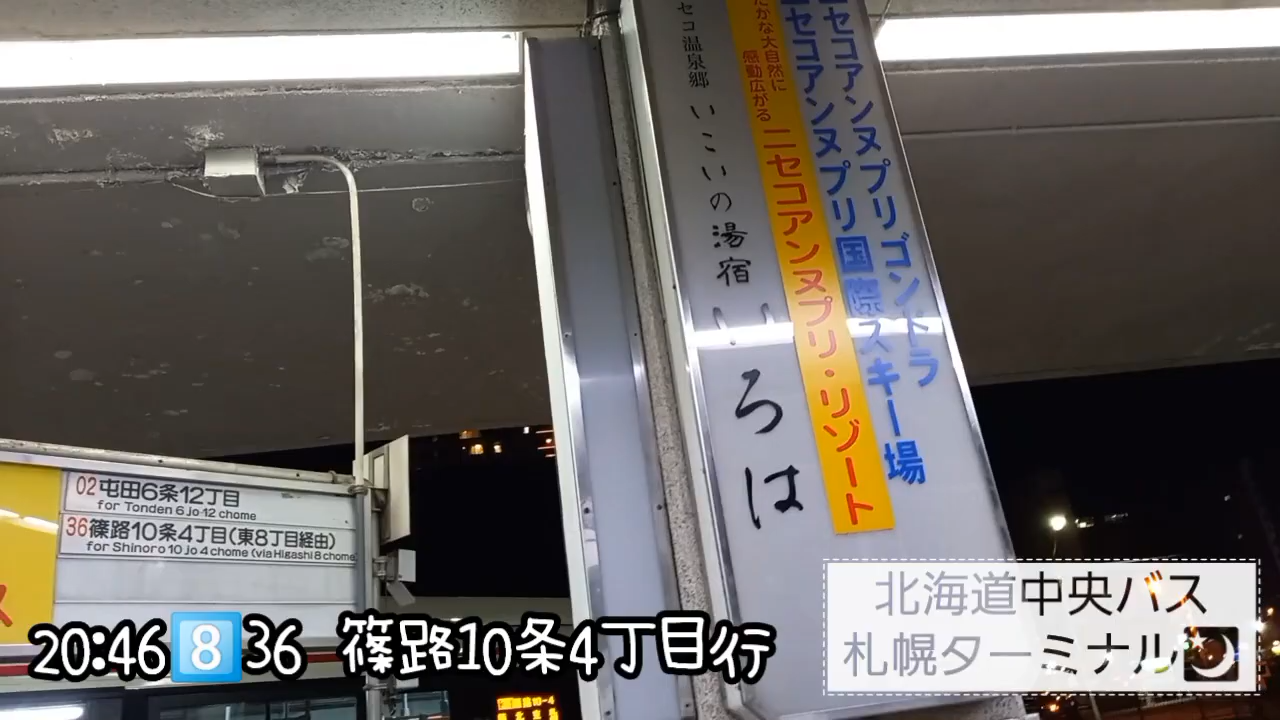 ニセコアンヌプリゴンドラ
ニセコアンヌプリ国際スキー場
かな大自然に
感動広がる
ニセコアンヌプリ・リゾート
セコ温泉郷
いこいの湯宿
いろは
02屯田6条12丁目
for Tonden 6 jo 12 chome
36篠路10条4丁目(東8丁目経由)
for Shinoro 10 jo 4 chome (via Higashi 8 chome
ス
20:46 8 36 篠路10条4丁目行
北海道中央バス
札幌ターミナル